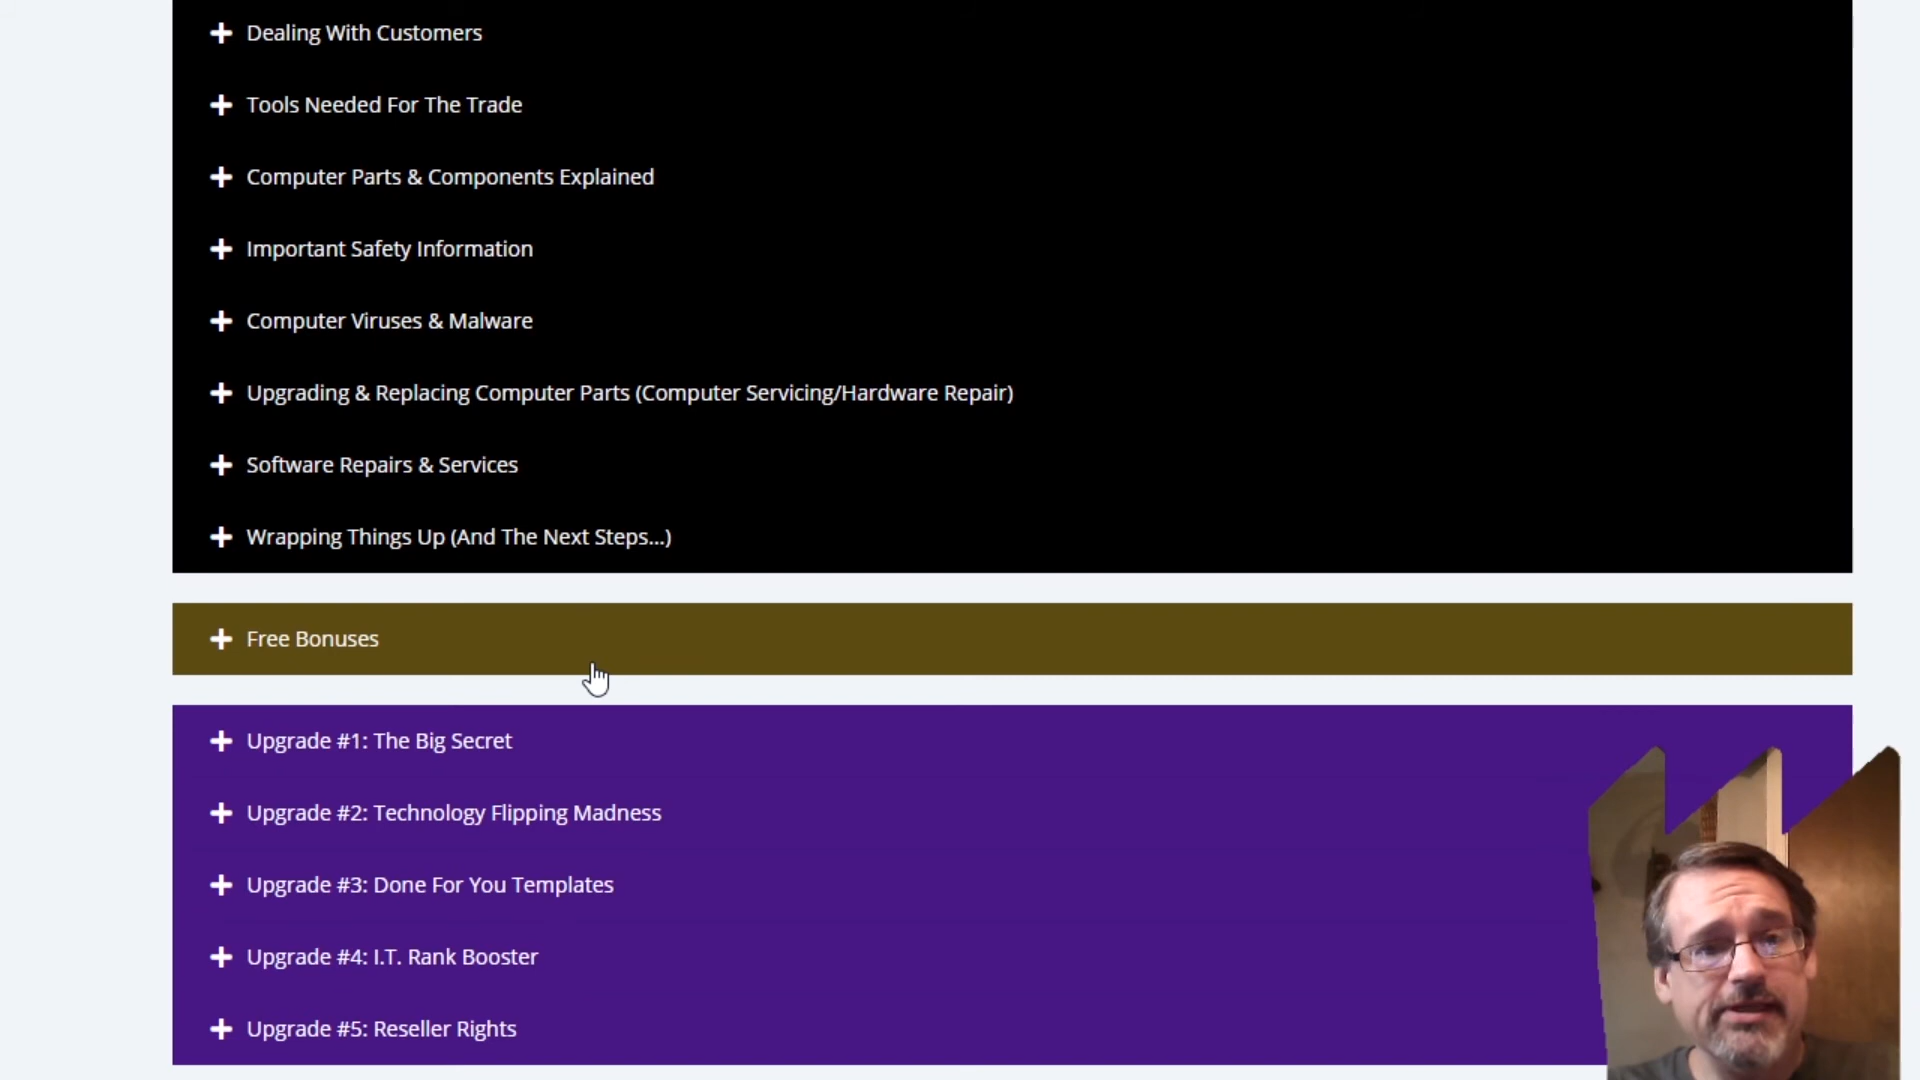 Dealing With Customers
Tools Needed For The Trade
Computer Parts & Components Explained
Important Safety Information
Computer Viruses & Malware
Upgrading & Replacing Computer Parts (Computer Servicing/Hardware Repair)
Software Repairs & Services
Wrapping Things Up (And The Next Steps...)
Free Bonuses
Upgrade #1: The Big Secret
Upgrade #2: Technology Flipping Madness
Upgrade #3: Done For You Templates
Upgrade #4: I.T. Rank Booster
Upgrade #5: Reseller Rights